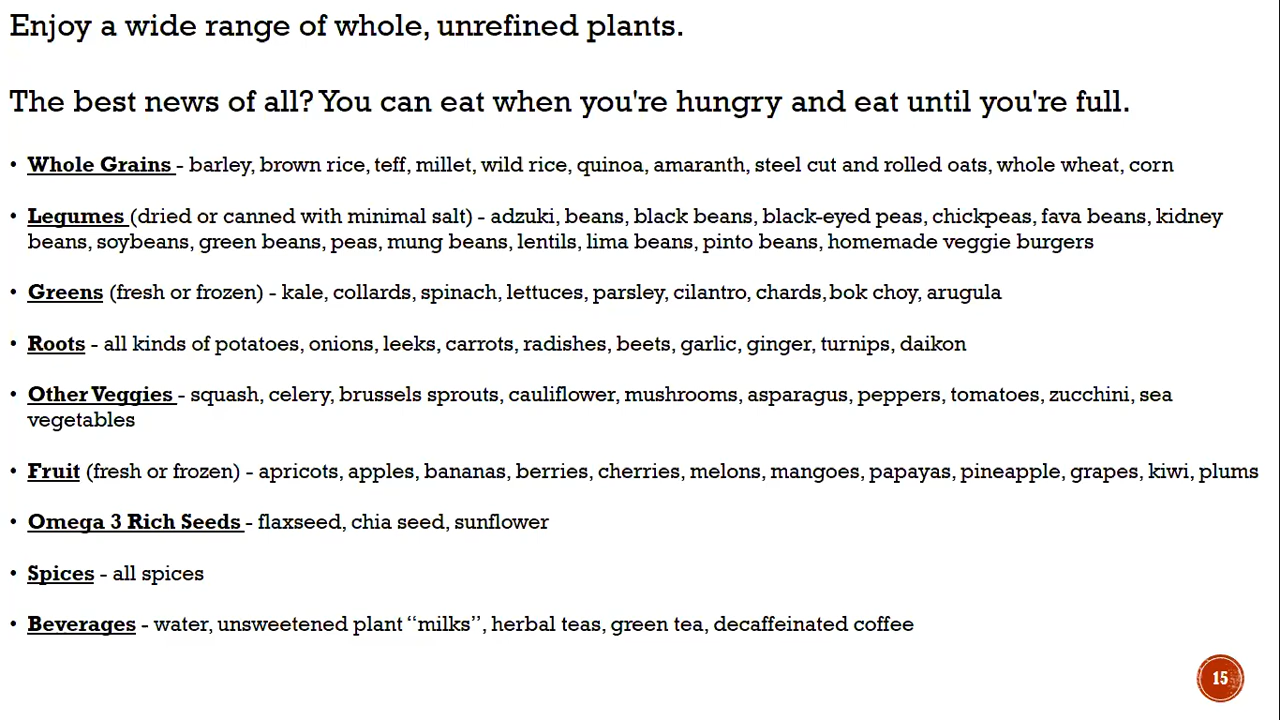 Enjoy a wide range of whole, unrefined plants.
The best news of all? You can eat when you're hungry and eat until you're full.
• Whole Grains - barley, brown rice, teff, millet, wild rice, quinoa, amaranth, steel cut and rolled oats, whole wheat, corn
• Legumes (dried or canned with minimal salt) - adzuki, beans, black beans, black-eyed peas, chickpeas, fava beans, kidney
beans, soybeans, green beans, peas, mung beans, lentils, lima beans, pinto beans, homemade veggie burgers
• Greens (fresh or frozen) - kale, collards, spinach, lettuces, parsley, cilantro, chards, bok choy, arugula
• Roots - all kinds of potatoes, onions, leeks, carrots, radishes, beets, garlic, ginger, turnips, daikon
• Other Veggies - squash, celery, brussels sprouts, cauliflower, mushrooms, asparagus, peppers, tomatoes, zucchini, sea
vegetables
• Fruit (fresh or frozen) - apricots, apples, bananas, berries, cherries, melons, mangoes, papayas, pineapple, grapes, kiwi, plums
• Omega 3 Rich Seeds - flaxseed, chia seed, sunflower
• Spices - all spices
• Beverages - water, unsweetened plant “milks”, herbal teas, green tea, decaffeinated coffee
15